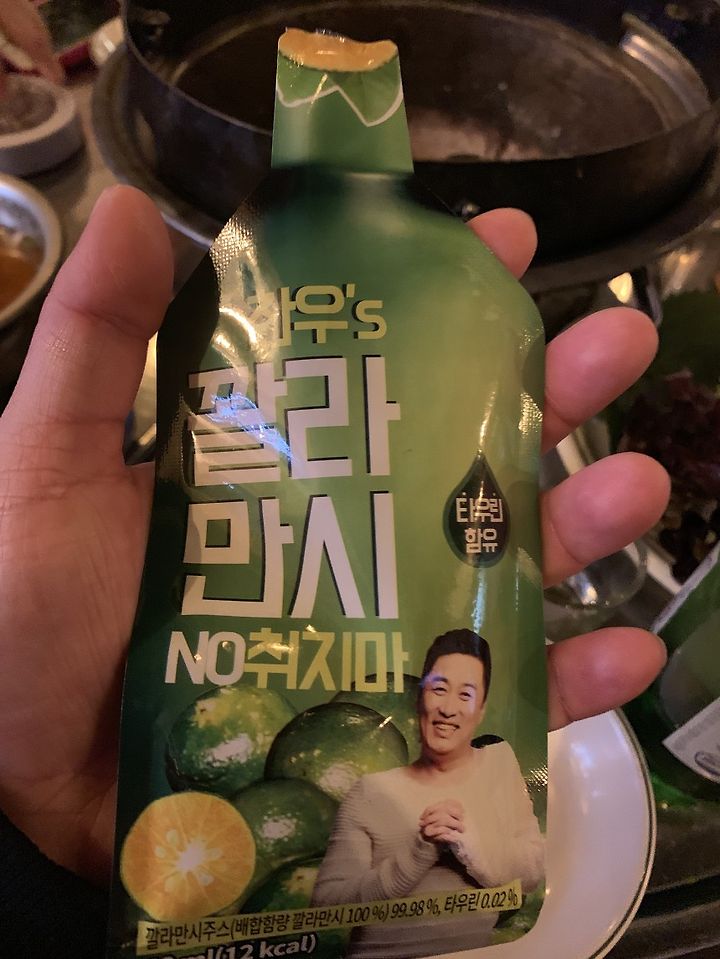 우's
깔라
만시
NO취지마
타우린
함유
깔라만시주스(배합함량 깔라만시 100 %) 99.98 %, 타우린 0.02 %
ml(12 kcal)